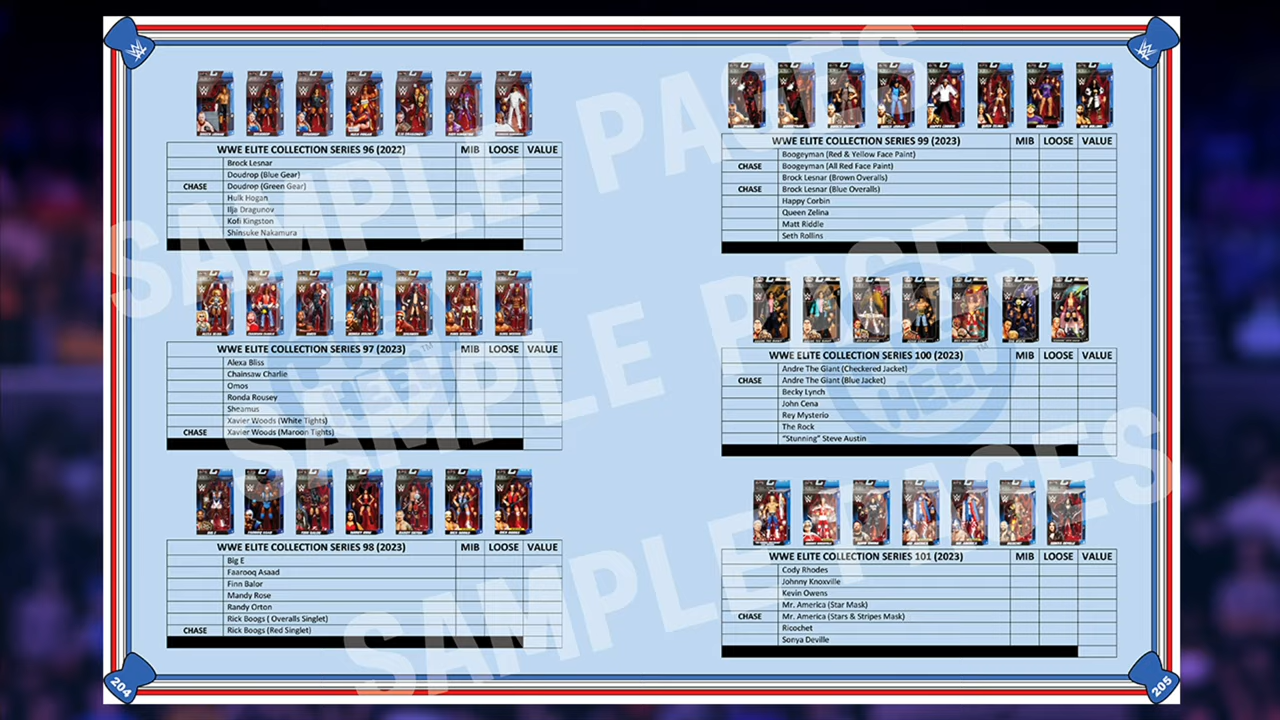 WWE ELITE COLLECTION SERIES 96 (2022) MIB LOOSE VALUE
Brock Lesnar
Doudrop (Blue Gear)
CHASE Doudrop (Green Gear)
Hulk Hogan
Ilja Dragunov
Kofi Kingston
Shinsuke Nakamura
WWE ELITE COLLECTION SERIES 97 (2023) MIB LOOSE VALUE
Alexa Bliss
Chainsaw Charlie
Omos
Ronda Rousey
Sheamus
Xavier Woods (White Tights)
CHASE Xavier Woods (Maroon Tights)
WWE ELITE COLLECTION SERIES 98 (2023) MIB LOOSE VALUE
Big E
Faarooq Asaad
Finn Balor
Mandy Rose
Randy Orton
Rick Boogs ( Overalls Singlet)
CHASE Rick Boogs (Red Singlet)
204
WWE ELITE COLLECTION SERIES 99 (2023) MIB LOOSE VALUE
Boogeyman (Red & Yellow Face Paint)
CHASE Boogeyman (All Red Face Paint)
Brock Lesnar (Brown Overalls)
CHASE Brock Lesnar (Blue Overalls)
Happy Corbin
Queen Zelina
Matt Riddle
Seth Rollins
WWE ELITE COLLECTION SERIES 100 (2023) MIB LOOSE VALUE
Andre The Giant (Checkered Jacket)
CHASE Andre The Giant (Blue Jacket)
Becky Lynch
John Cena
Rey Mysterio
The Rock
"Stunning" Steve Austin
WWE ELITE COLLECTION SERIES 101 (2023) MIB LOOSE VALUE
Cody Rhodes
Johnny Knoxville
Kevin Owens
Mr. America (Star Mask)
CHASE Mr. America (Stars & Stripes Mask)
Ricochet
Sonya Deville
205
SAMPLE PAGES
SAMPLE PAGES
SAMPLE PAGES